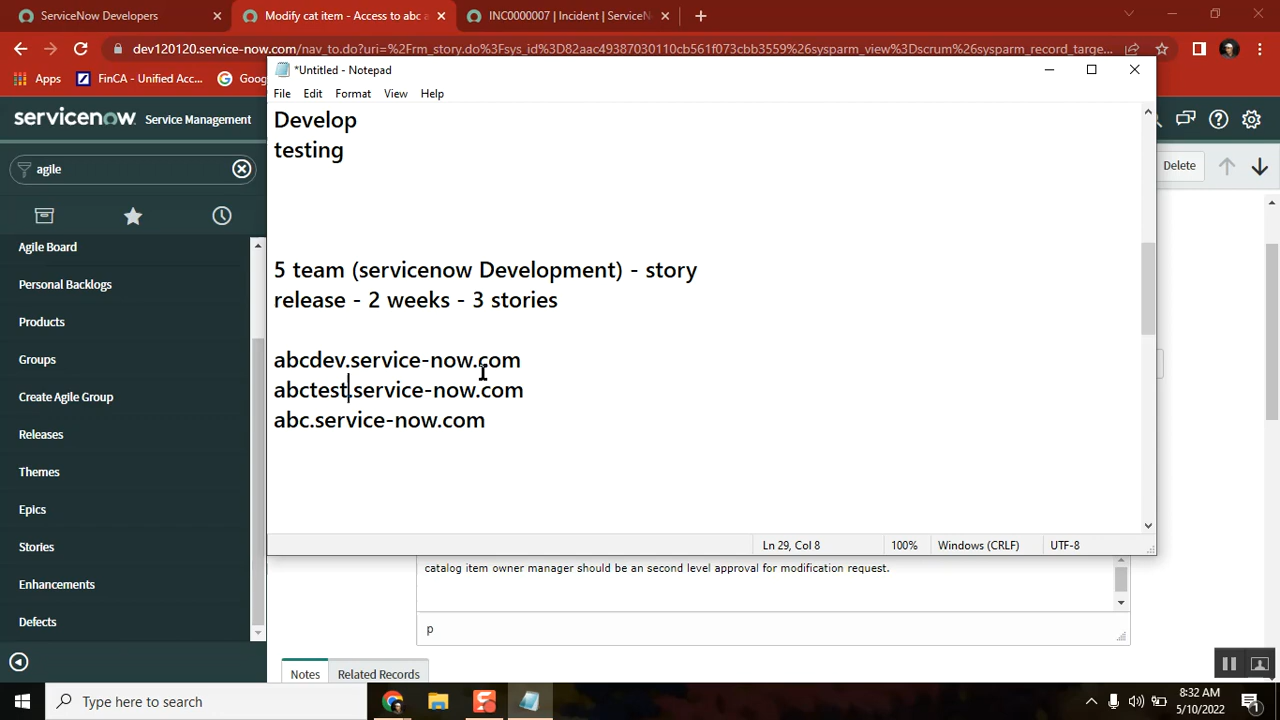 ServiceNow Developers
Modify cat item - Access to abc a
INC0000007 | Incident | ServiceN
dev120120.service-now.com/nav_to.do?uri=%2Frm_story.do%3Fsys_id%3D82aac49387030110cb561f073cbb3559%26sysparm_view%3Dscrum%26sysparm_record_targe...
Apps
FinCA - Unified Acc...
Goog
*Untitled - Notepad
File Edit Format View Help
servicenow Service Management
Delete
agile
Develop
testing
5 team (servicenow Development) - story
release - 2 weeks - 3 stories
abcdev.service-now.com
abctest.service-now.com
abc.service-now.com
Agile Board
Personal Backlogs
Products
Groups
Create Agile Group
Releases
Themes
Epics
Stories
Enhancements
Defects
Ln 29, Col 8 100% Windows (CRLF) UTF-8
catalog item owner manager should be an second level approval for modification request.
p
Notes Related Records
Type here to search
8:32 AM
5/10/2022
1